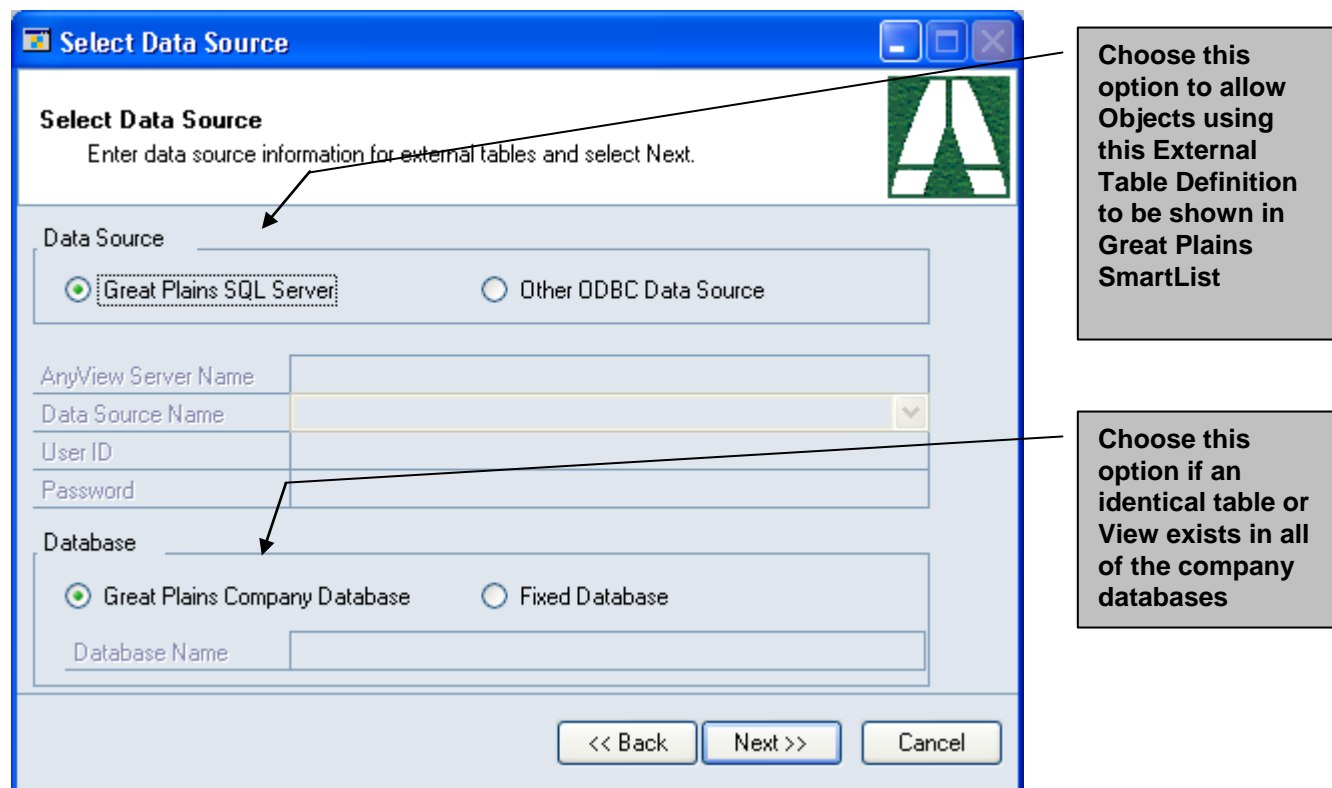 Select Data Source
Select Data Source
Enter data source information for external tables and select Next.
Data Source
Great Plains SQL Server
Other ODBC Data Source
AnyView Server Name
Data Source Name
User ID
Password
Database
Great Plains Company Database
Fixed Database
Database Name
<< Back
Next >>
Cancel
Choose this
option to allow
Objects using
this External
Table Definition
to be shown in
Great Plains
SmartList
Choose this
option if an
identical table or
View exists in all
of the company
databases